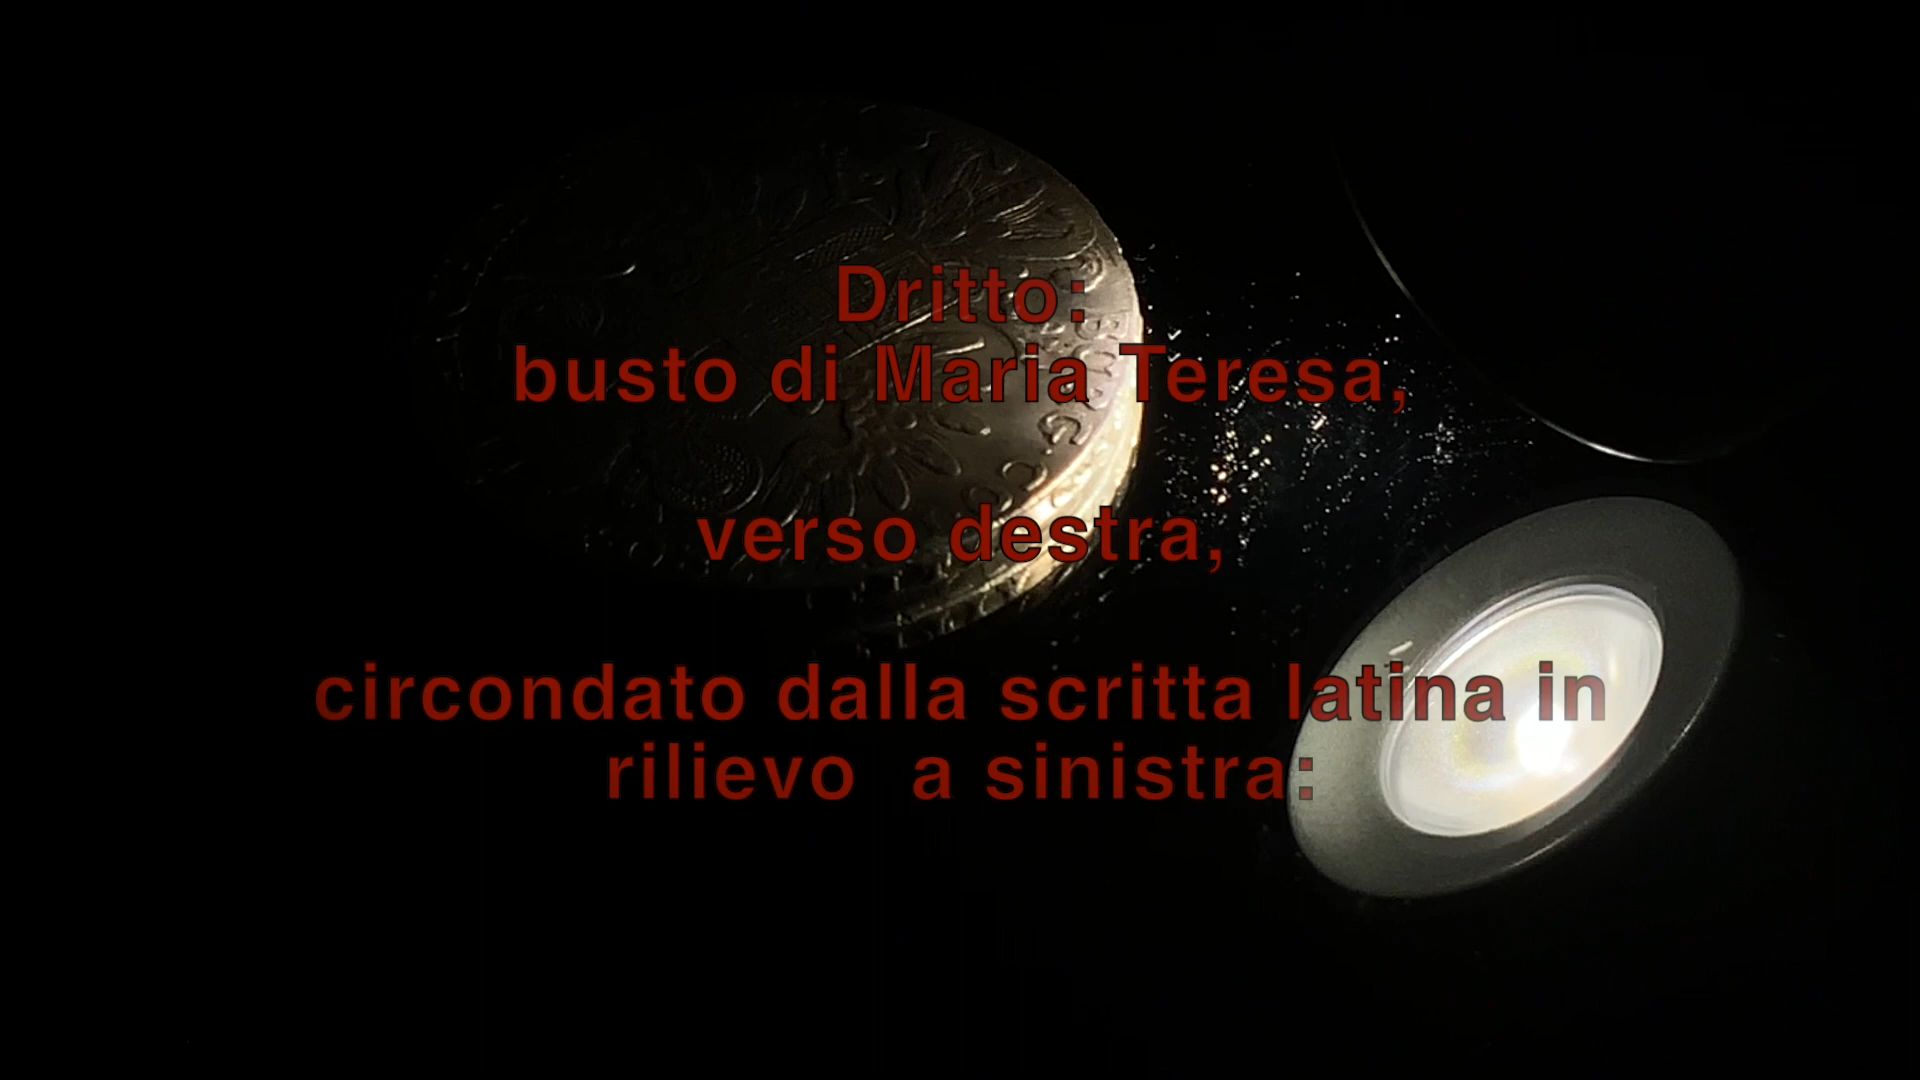 Dritto:
busto di Maria Teresa,
verso destra,
circondato dalla scritta latina in
rilievo  a sinistra: